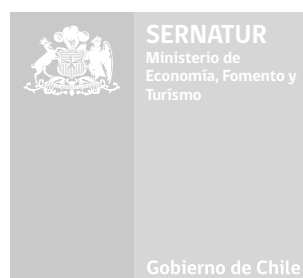 SERNATUR
Ministerio de
Economía, Fomento y
Turismo
Gobierno de Chile